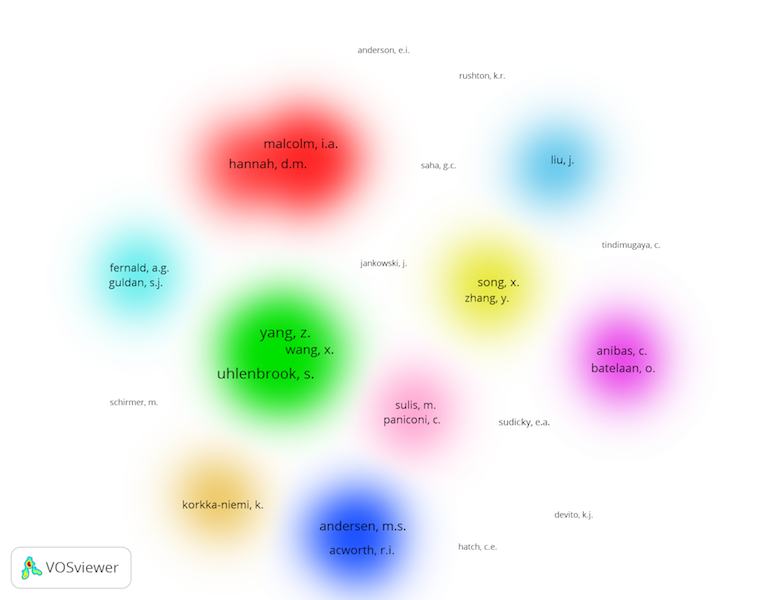 anderson, e.i.
rushton, k.r.
malcolm, i.a.
hannah, d.m.
saha, g.c.
liu, j.
tindimugaya, c.
jankowski, j.
fernald, a.g.
guldan, s.j.
song, x.
zhang, y.
yang, z.
wang, x.
uhlenbrook, s.
anibas, c.
batelaan, o.
schirmer, m.
sulis, m.
paniconi, c.
sudicky, e.a.
korkka-niemi, k.
devito, k.j.
andersen, m.s.
acworth, r.i.
hatch, c.e.
VOSviewer